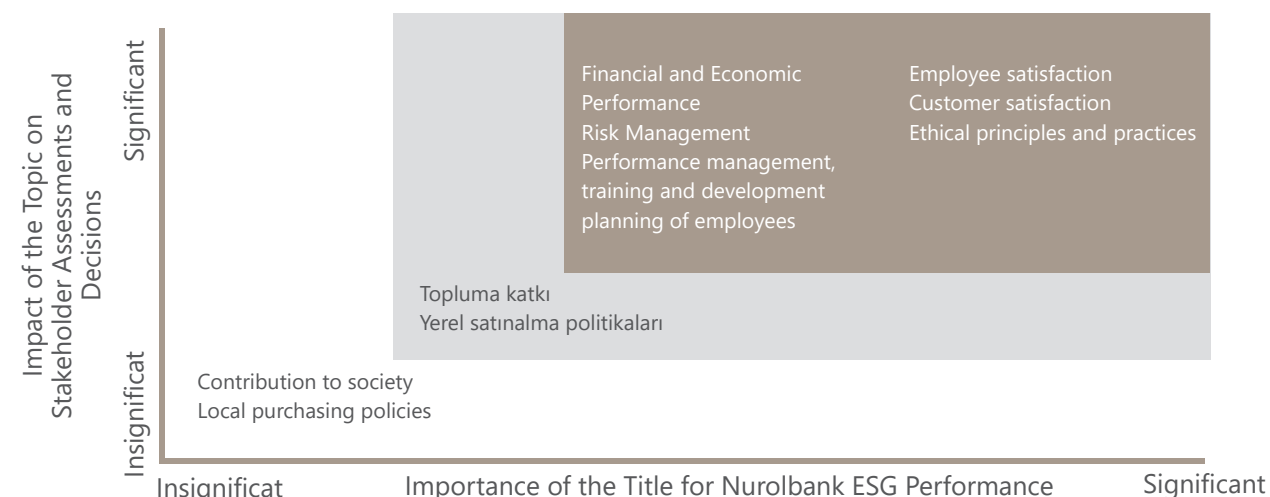 Impact of the Topic on
Stakeholder Assessments and
Decisions
Significant
Insignificat
Financial and Economic
Performance
Risk Management
Performance management,
training and development
planning of employees
Employee satisfaction
Customer satisfaction
Ethical principles and practices
Topluma katkı
Yerel satınalma politikaları
Contribution to society
Local purchasing policies
Insignificat
Importance of the Title for Nurolbank ESG Performance
Significant